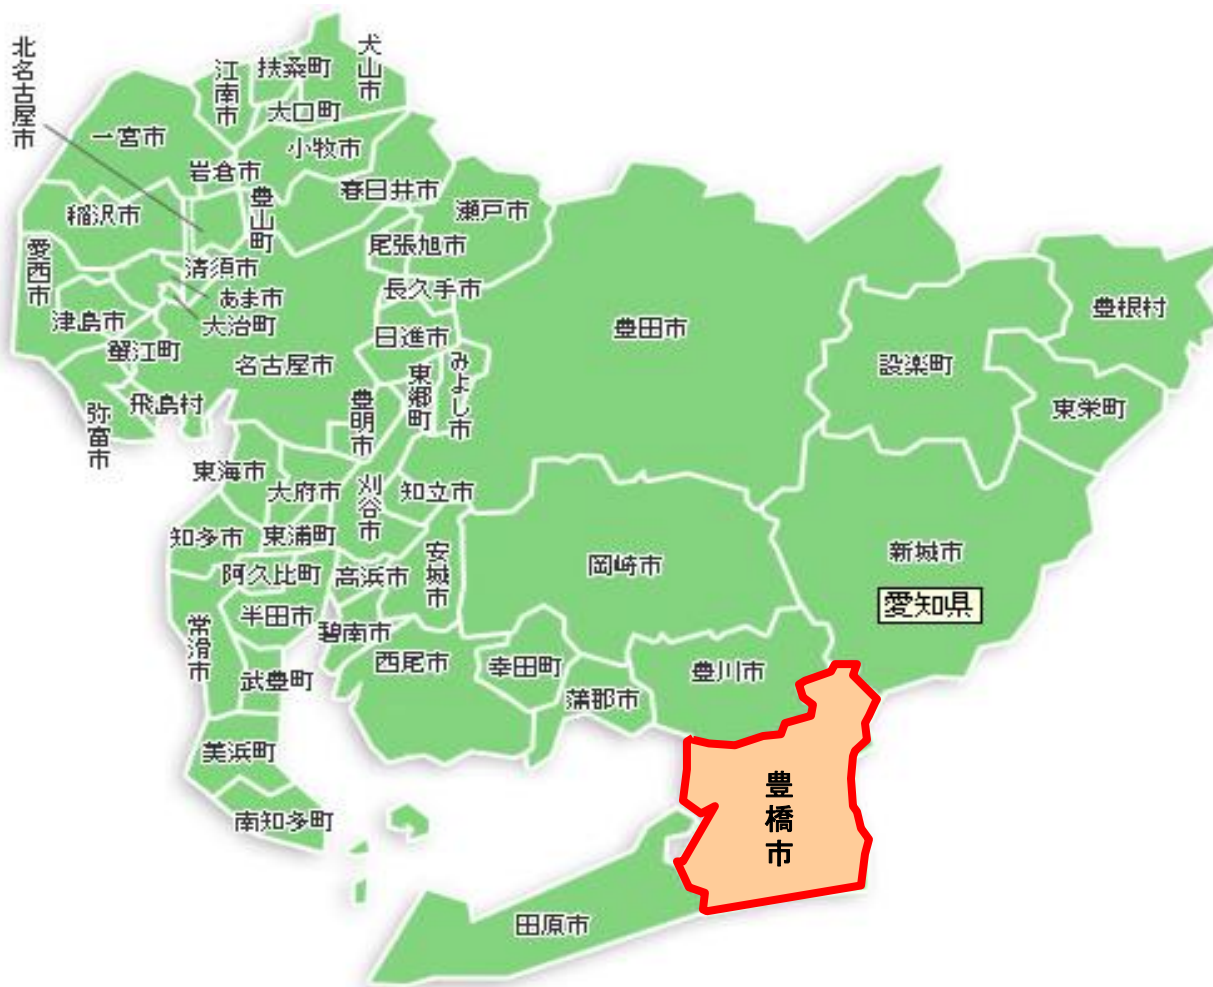 北名古屋市
犬山市
扶桑町
江南市
大口町
一宮市
小牧市
岩倉市
春日井市
豊山町
瀬戸市
稲沢市
尾張旭市
愛西市
清須市
長久手市
あま市
豊根村
津島市
大治町
豊田市
日進市
蟹江町
名古屋市
みよし市
東郷町
設楽町
飛島村
豊明市
東栄町
弥富市
東海市
大府市
刈谷市
知立市
知多市
東浦町
安城市
新城市
岡崎市
阿久比町
高浜市
愛知県
半田市
碧南市
常滑市
西尾市
幸田町
豊川市
武豊町
蒲郡市
美浜町
豊橋市
南知多町
田原市